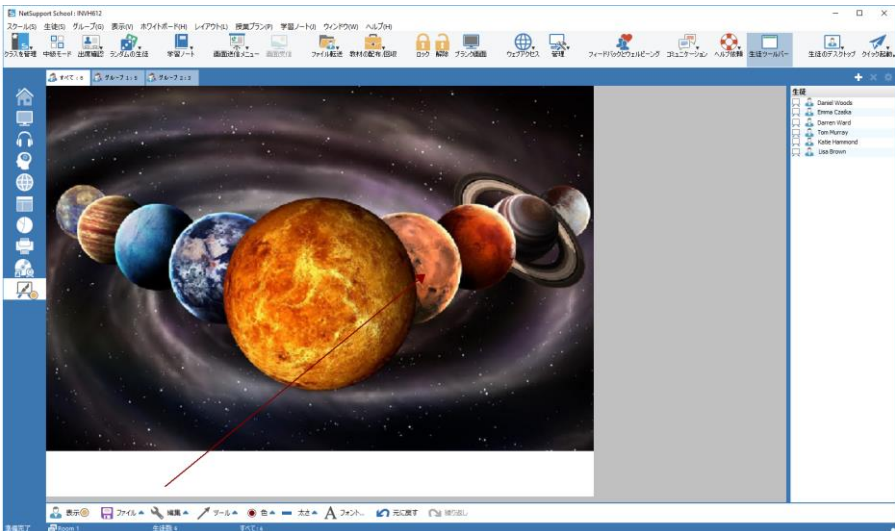 NetSupport School : INVH612
スクール(S) 生徒(S) グループ(G) 表示(V) ホワイトボード(H) レイアウト(L) 授業プラン(P) 学習ノート(J) ウィンドウ(W) ヘルプ(H)
クラスを管理 中級モード 出席確認 ランダムの生徒 学習ノート 画面送信メニュー 画面受信 ファイル転送 教材の配布/回収 ロック 解除 ブランク画面 ウェブアクセス 管理 フィードバックとウェルビーング コミュニケーション ヘルプ依頼 生徒ツールバー 生徒のデスクトップ クイック起動
すべて : 6 グループ 1 : 3 グループ 2 : 3
生徒
Daniel Woods
Emma Czaika
Darren Ward
Tom Murray
Katie Hammond
Lisa Brown
表示 ファイル 編集 ツール 色 太さ フォント... 元に戻す 繰り返し
準備完了 Room 1 生徒数: 6 すべて : 6